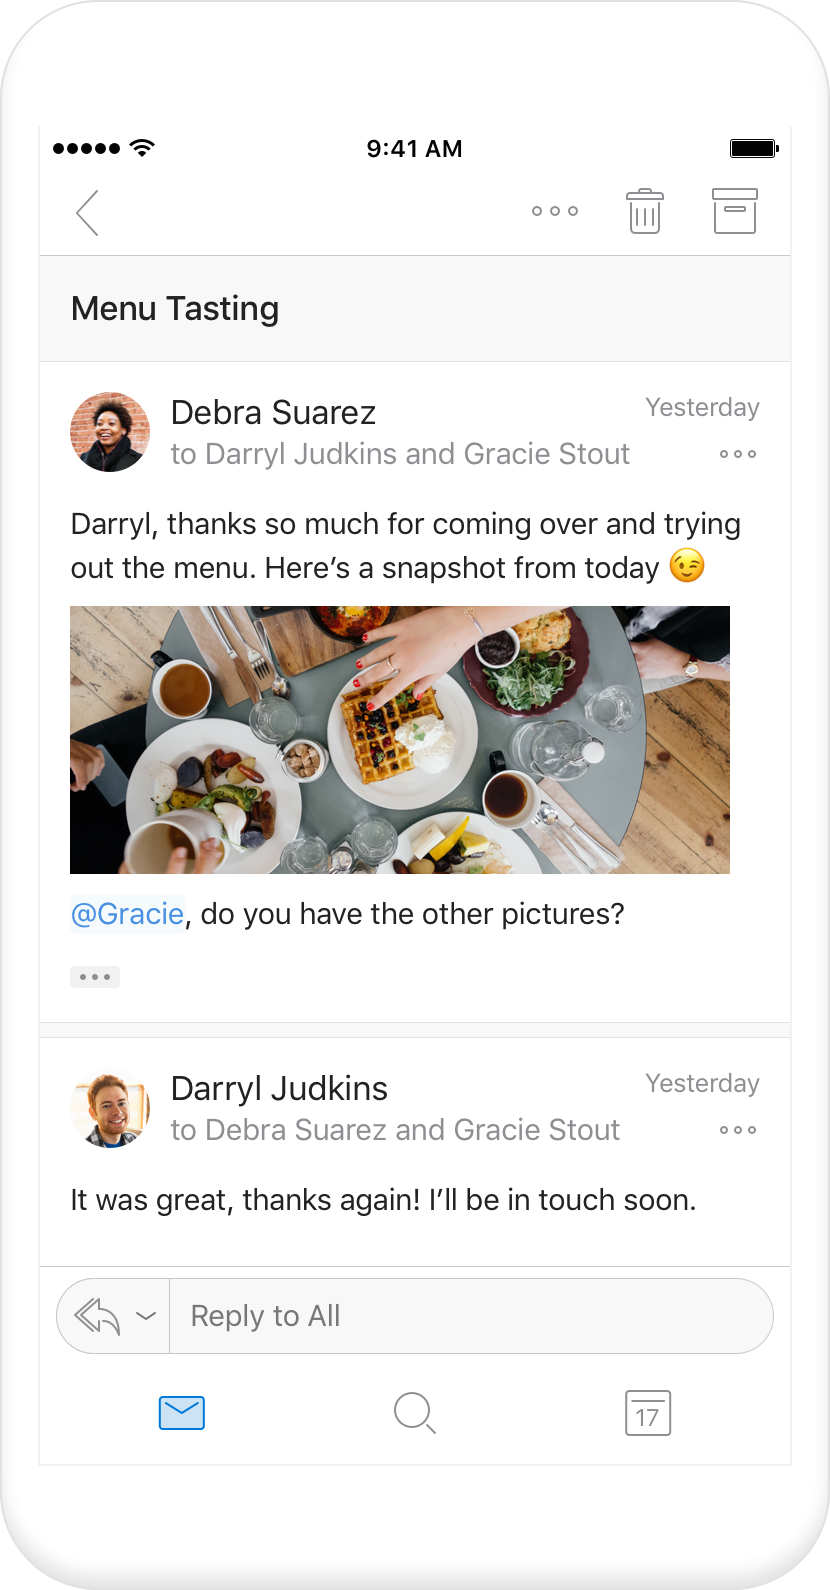 9:41 AM
Menu Tasting
Debra Suarez
Yesterday
to Darryl Judkins and Gracie Stout
Darryl, thanks so much for coming over and trying
out the menu. Here’s a snapshot from today 😉
@Gracie, do you have the other pictures?
Darryl Judkins
Yesterday
to Debra Suarez and Gracie Stout
It was great, thanks again! I’ll be in touch soon.
Reply to All
17